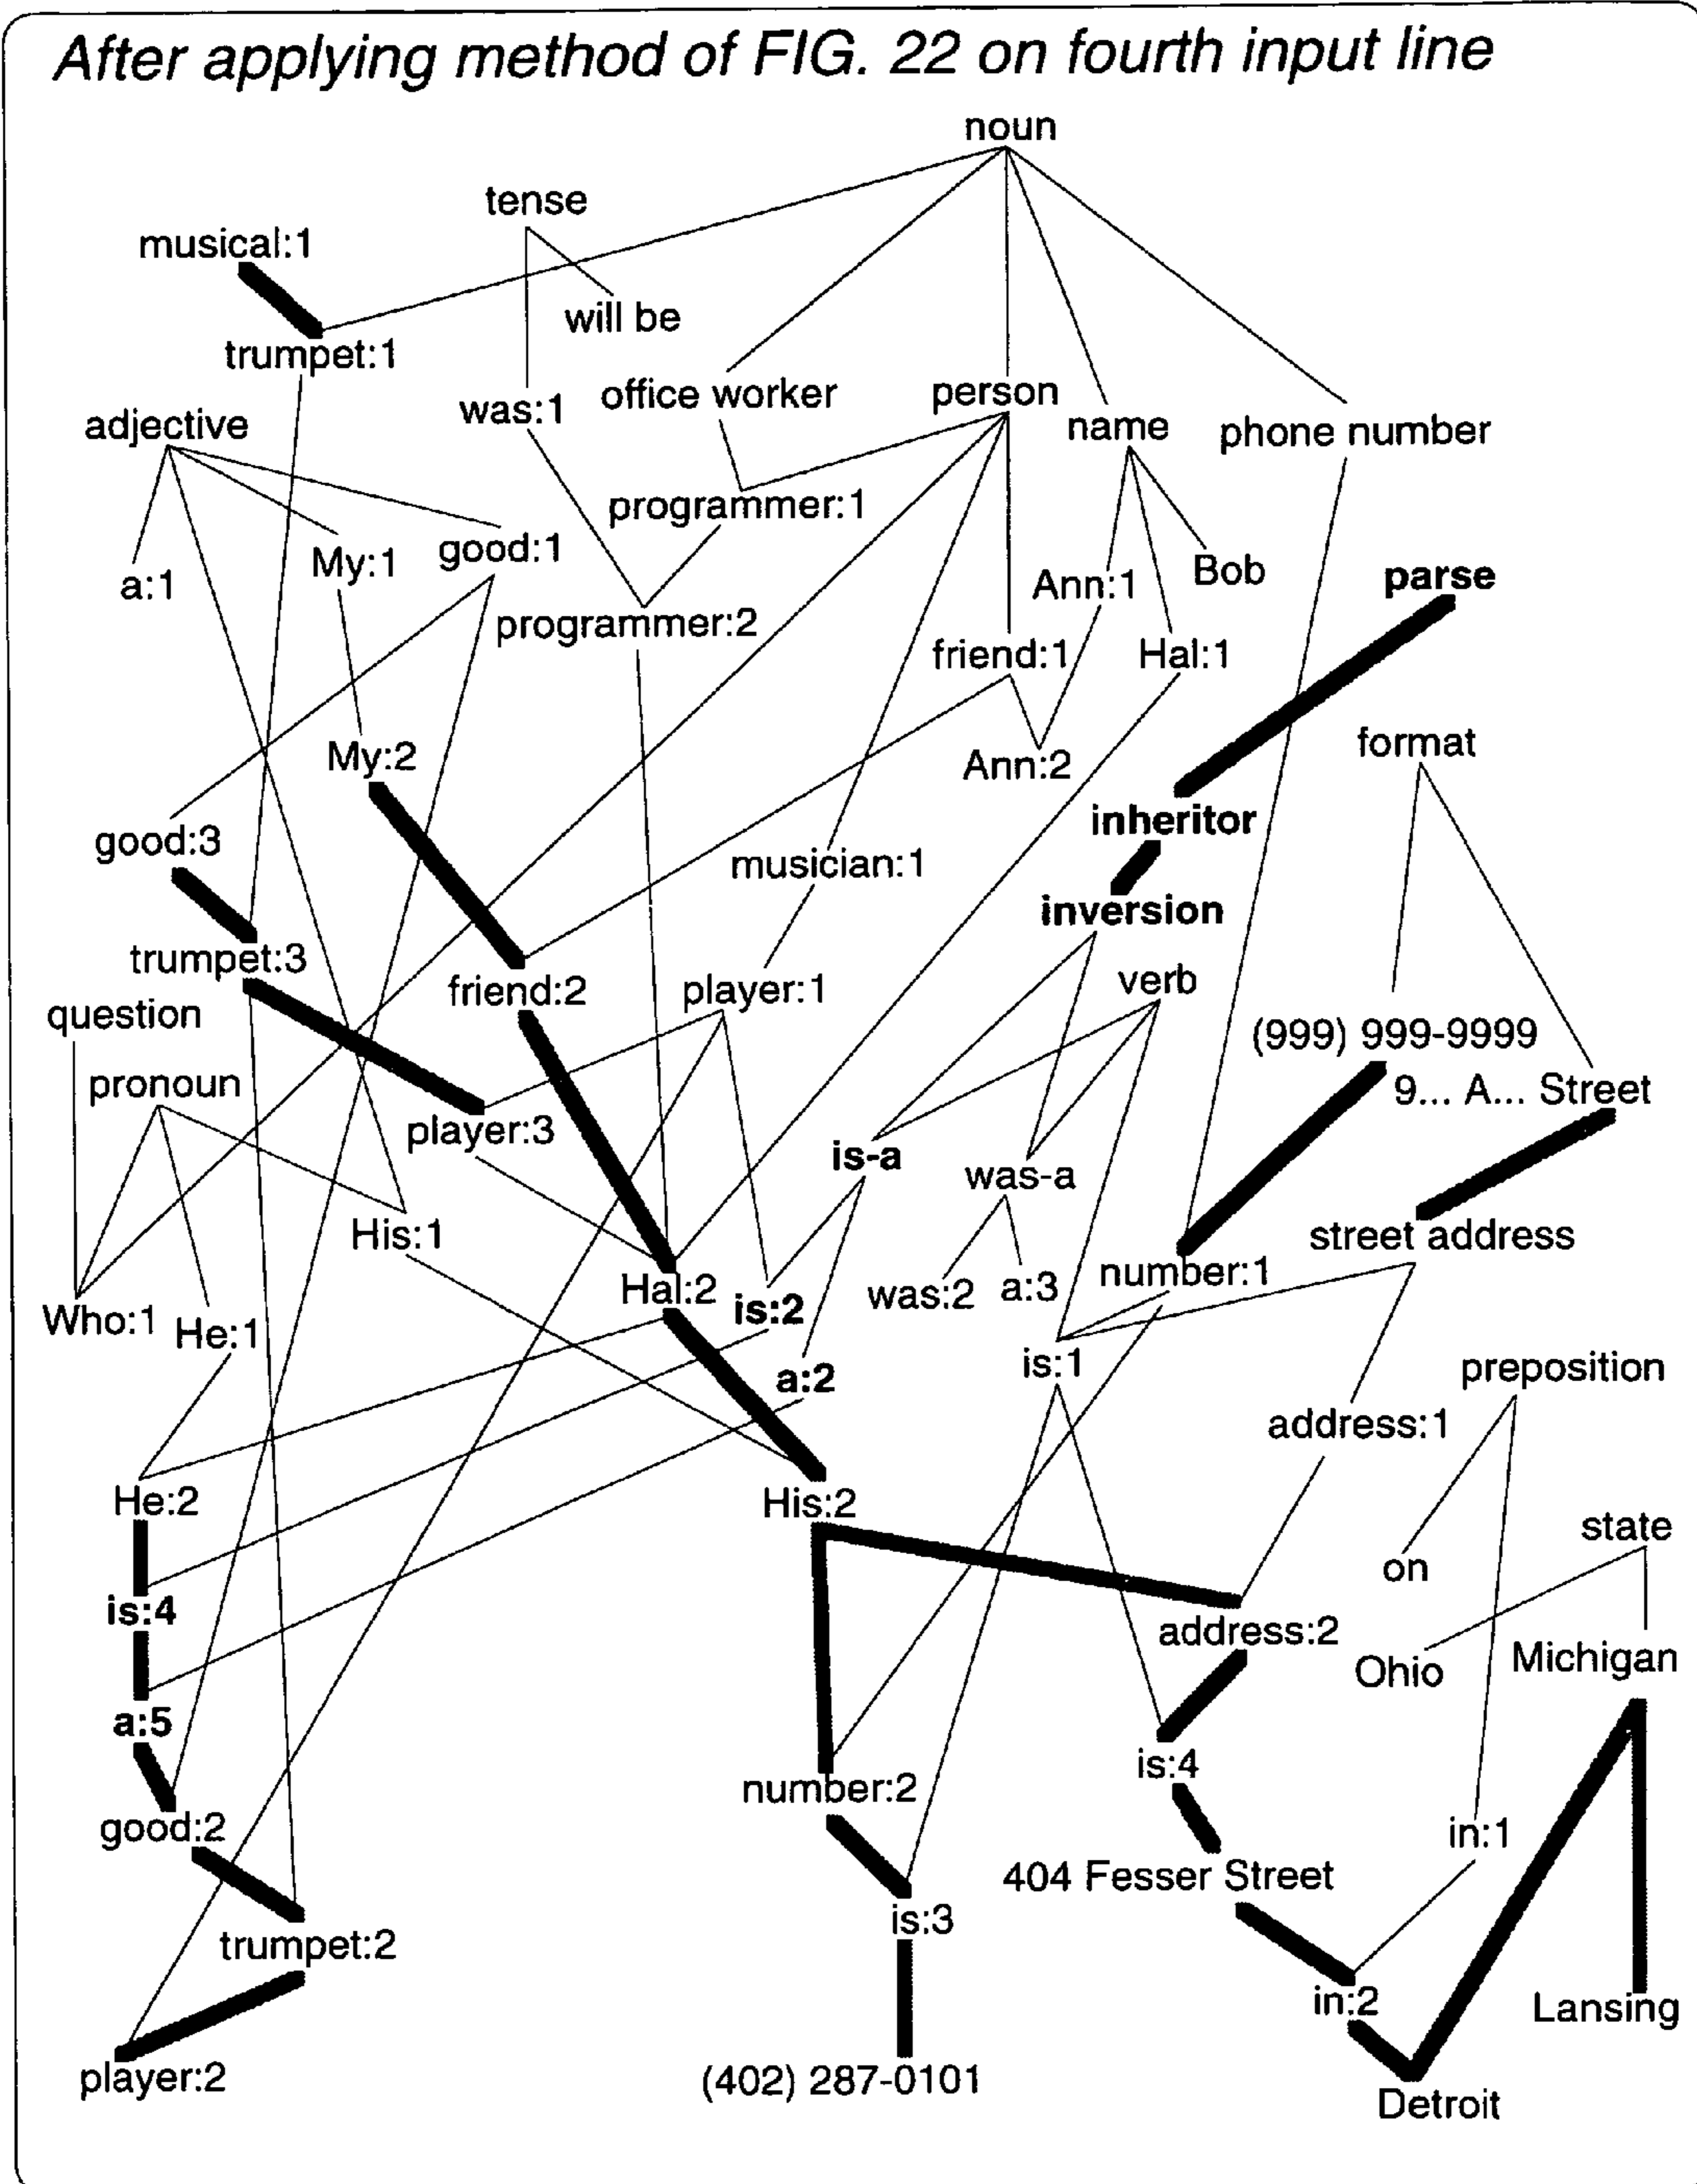 After applying method of FIG. 22 on fourth input line
noun
tense
musical:1
will be
trumpet:1
office worker
person
was:1
adjective
name
phone number
programmer:1
good:1
My:1
Bob
parse
a:1
Ann:1
programmer:2
friend:1
Hal:1
format
My:2
Ann:2
inheritor
good:3
musician:1
inversion
trumpet:3
verb
friend:2
player:1
question
(999) 999-9999
pronoun
9... A... Street
player:3
is-a
was-a
His:1
street address
number:1
Hal:2
was:2
a:3
is:2
Who:1
He:1
is:1
preposition
a:2
address:1
He:2
His:2
state
on
is:4
address:2
Michigan
Ohio
a:5
is:4
number:2
good:2
in:1
404 Fesser Street
is:3
trumpet:2
in:2
Lansing
player:2
(402) 287-0101
Detroit